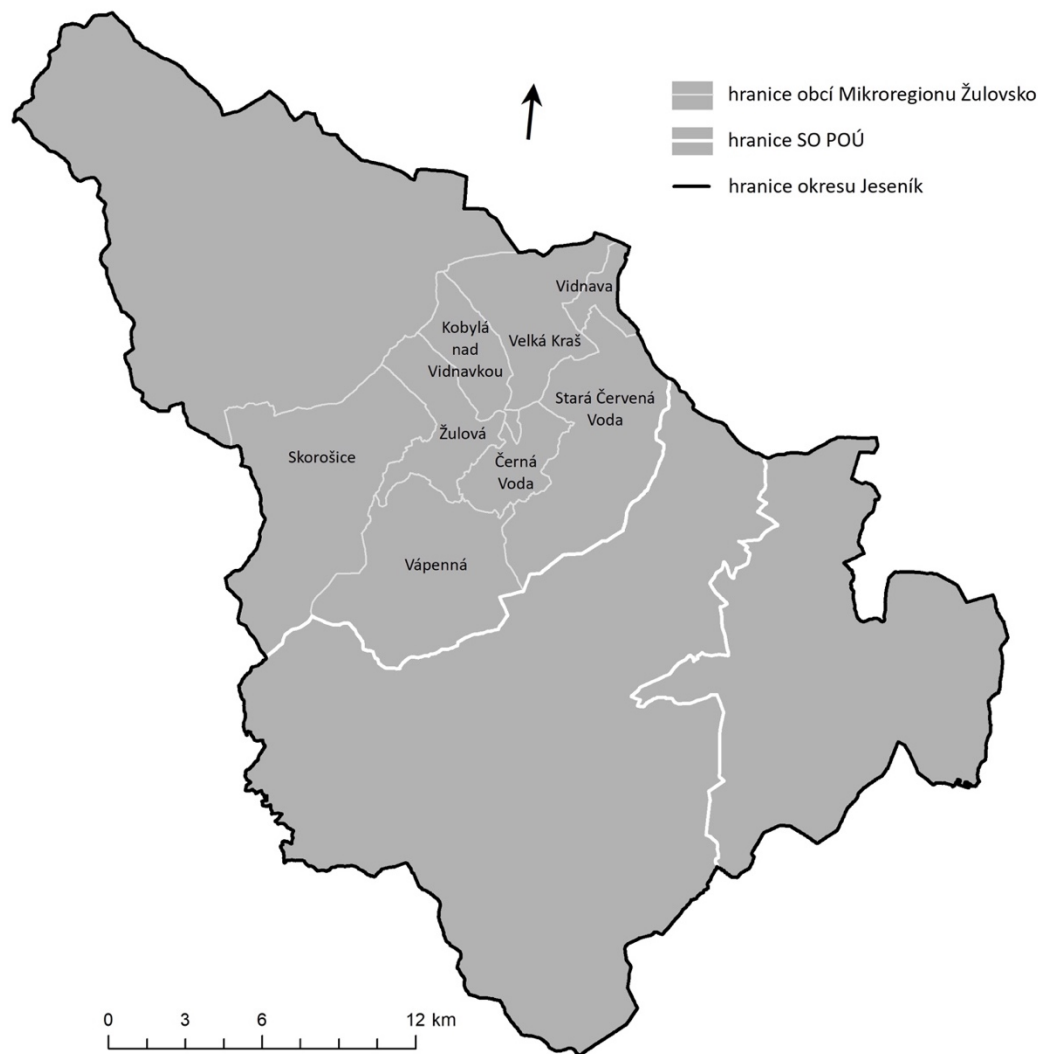 hranice obcí Mikroregionu Žulovsko
hranice SO POÚ
hranice okresu Jeseník
Vidnava
Kobylá
nad
Vidnavkou
Velká Kraš
Stará Červená
Voda
Žulová
Skorošice
Černá
Voda
Vápenná
0 3 6 12 km